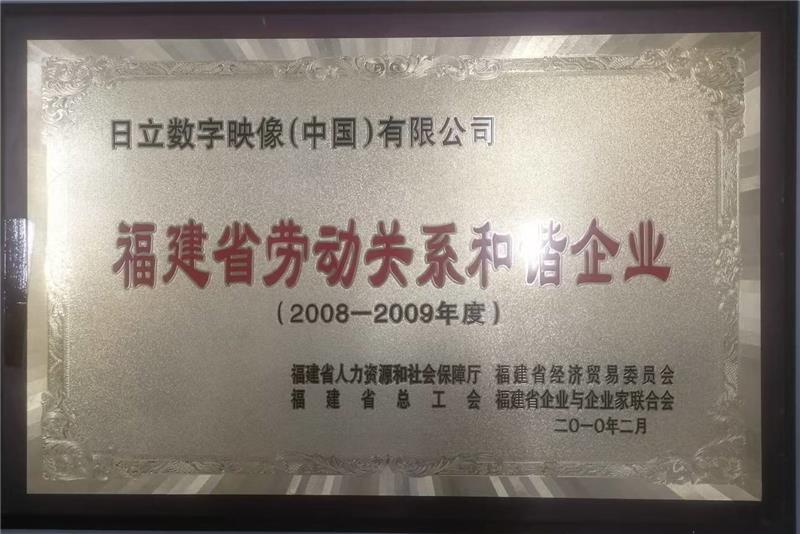 日立数字映像(中国)有限公司
福建省劳动关系和谐企业
(2008—2009年度)
福建省人力资源和社会保障厅 福建省经济贸易委员会
福建省总工会 福建省企业与企业家联合会
二〇一〇年二月